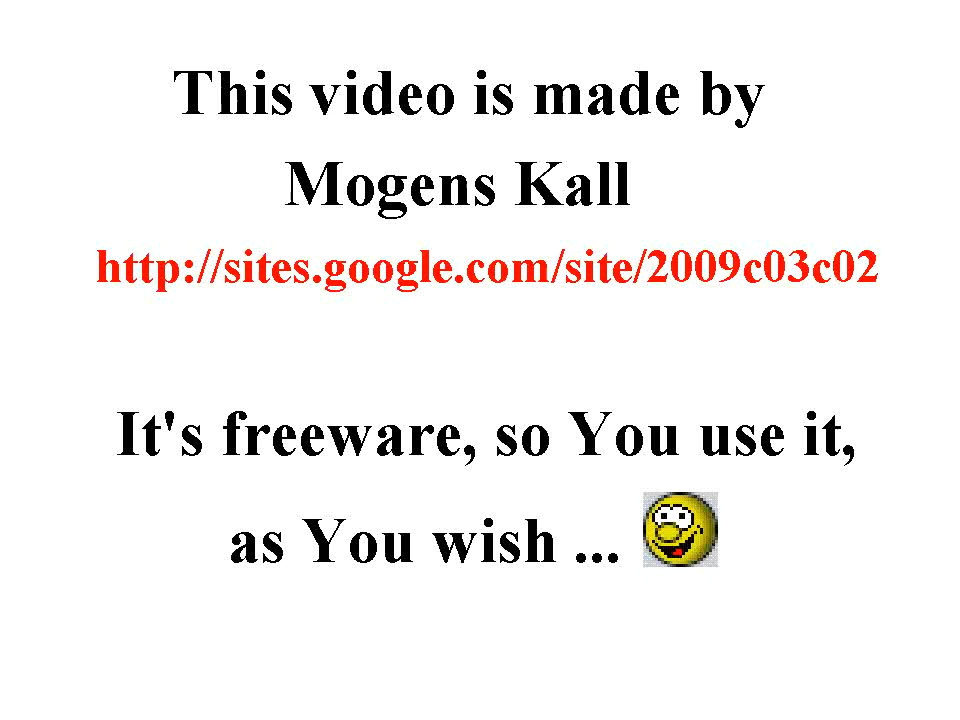 This video is made by
Mogens Kall
http://sites.google.com/site/2009c03c02
It's freeware, so You use it,
as You wish ...